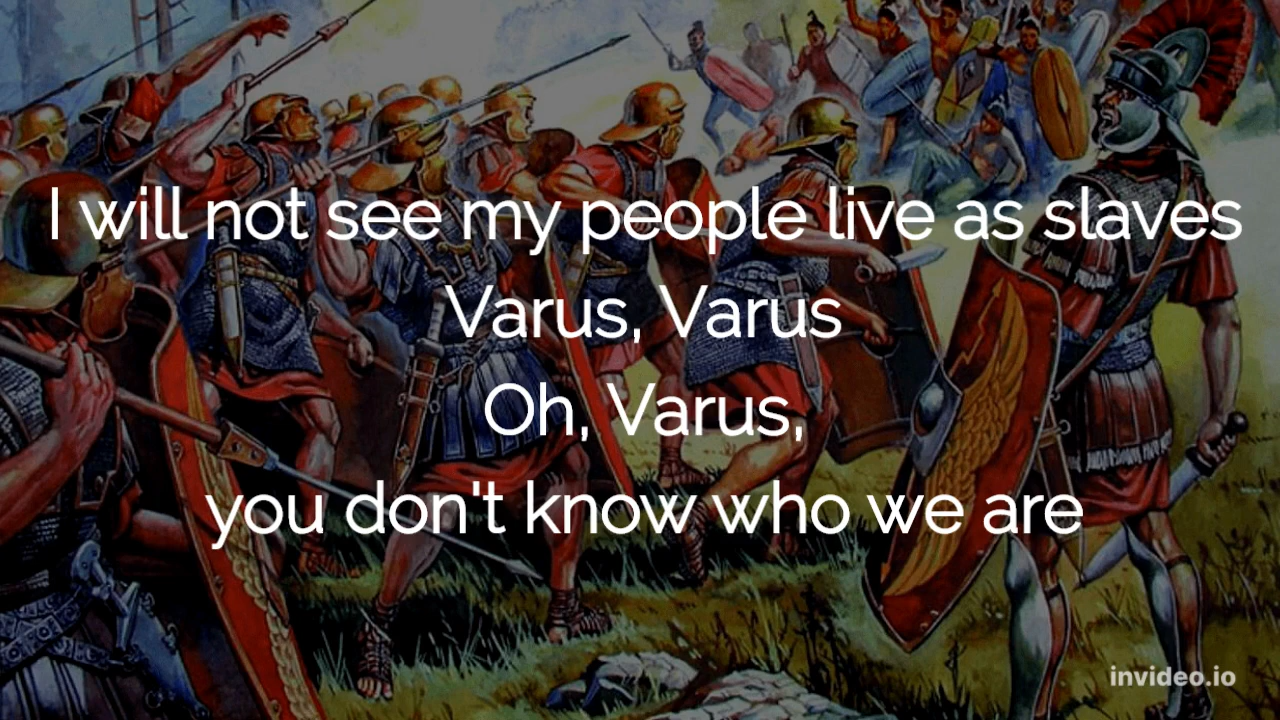 I will not see my people live as slaves
Varus, Varus
Oh, Varus,
you don't know who we are
invideo.io